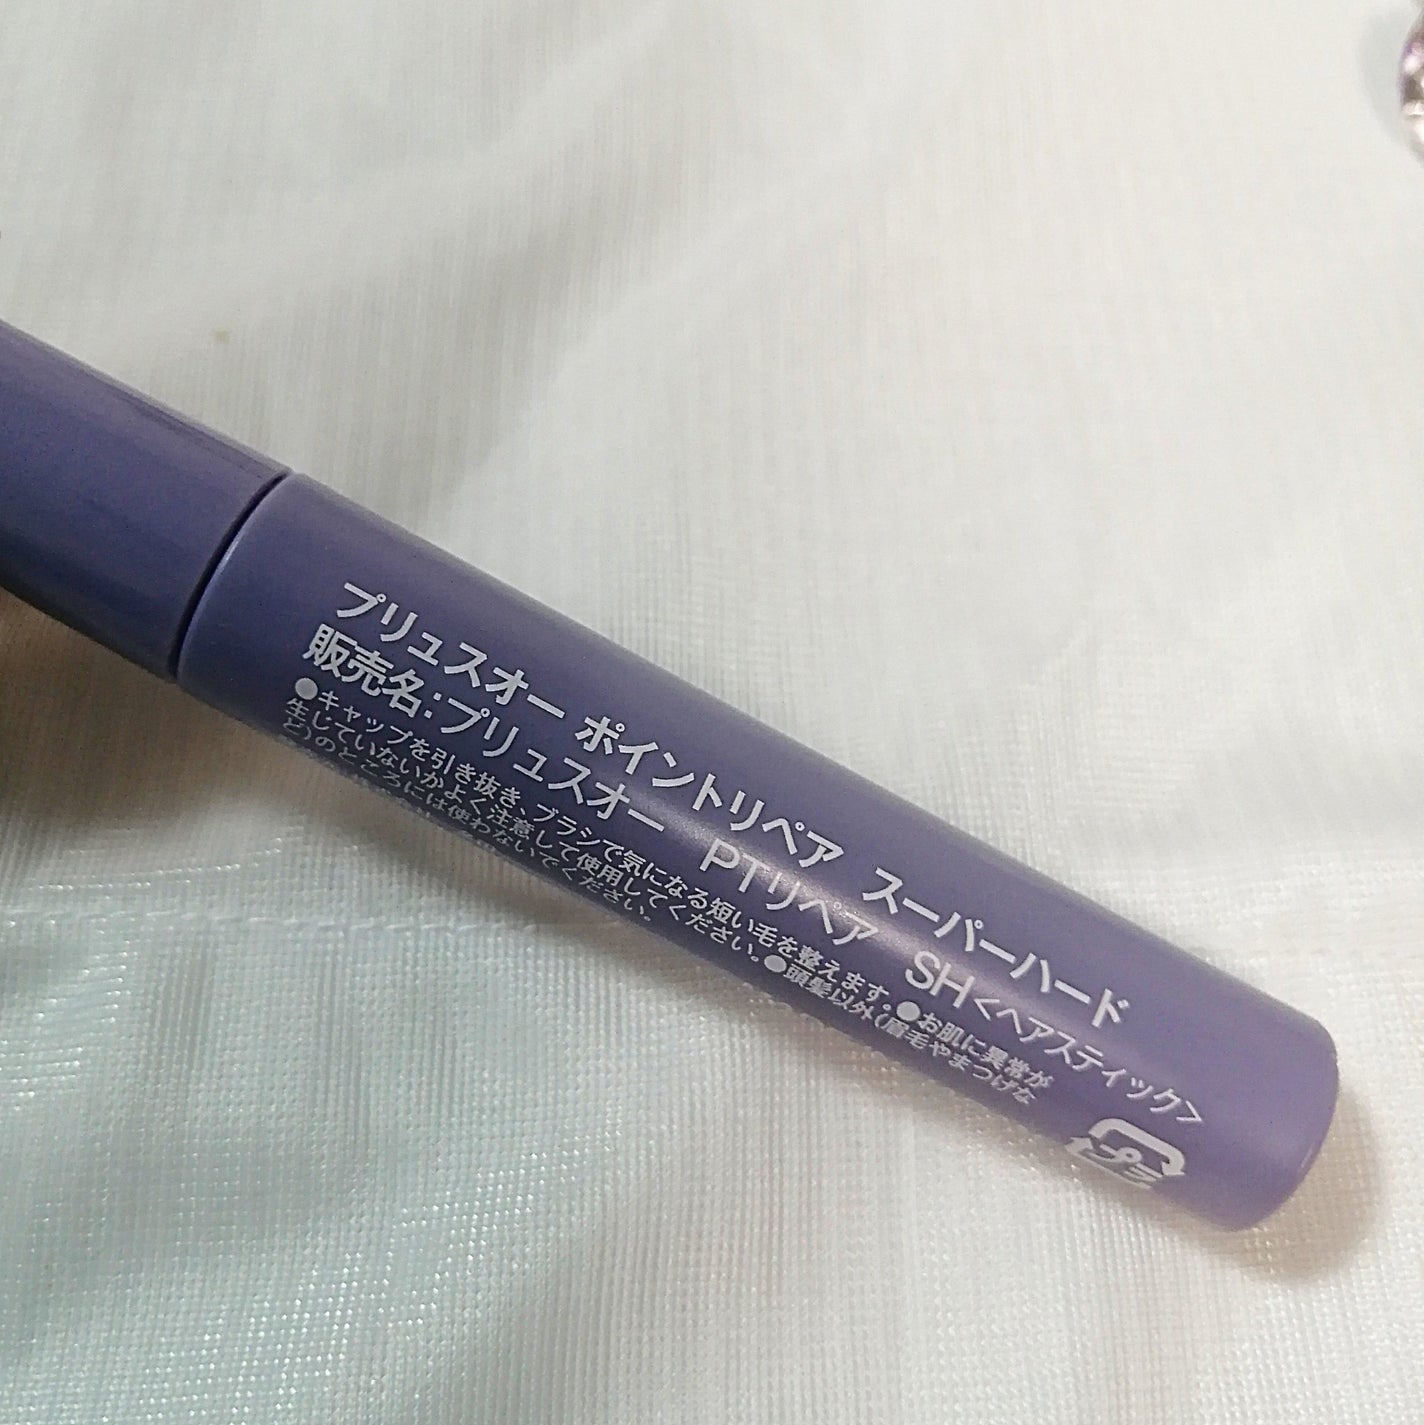 プリュスオー ポイントリペア スーパーハード
販売名:プリュスオー PTリペア SH<ヘアスティック>
●キャップを引き抜き、ブラシで気になる短い毛を整えます。●お肌に異常が
生じていないかよく注意して使用してください。●頭髪以外(眉毛やまつげな
ど)のところには使わないでください。
プラ